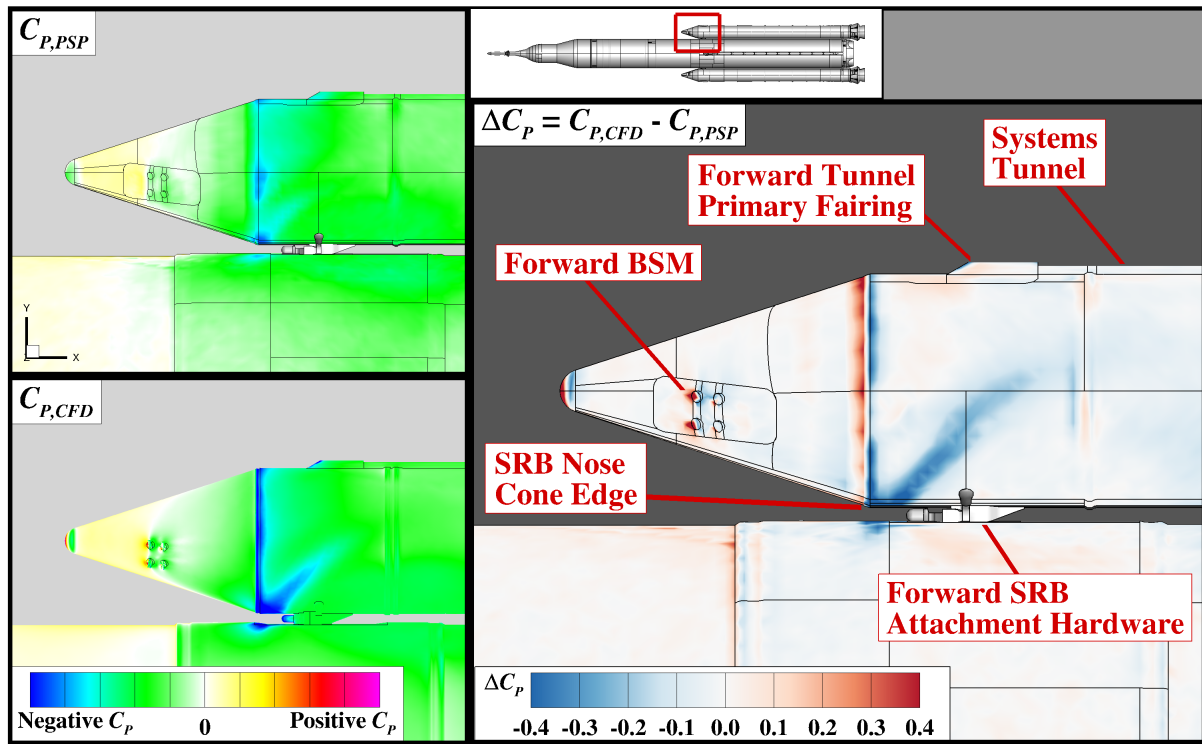 C_P,PSP
Y
X
Z
C_P,CFD
Negative C_P 0 Positive C_P
ΔC_P = C_P,CFD - C_P,PSP
Systems
Tunnel
Forward Tunnel
Primary Fairing
Forward BSM
SRB Nose
Cone Edge
Forward SRB
Attachment Hardware
ΔC_P
-0.4 -0.3 -0.2 -0.1 0.0 0.1 0.2 0.3 0.4